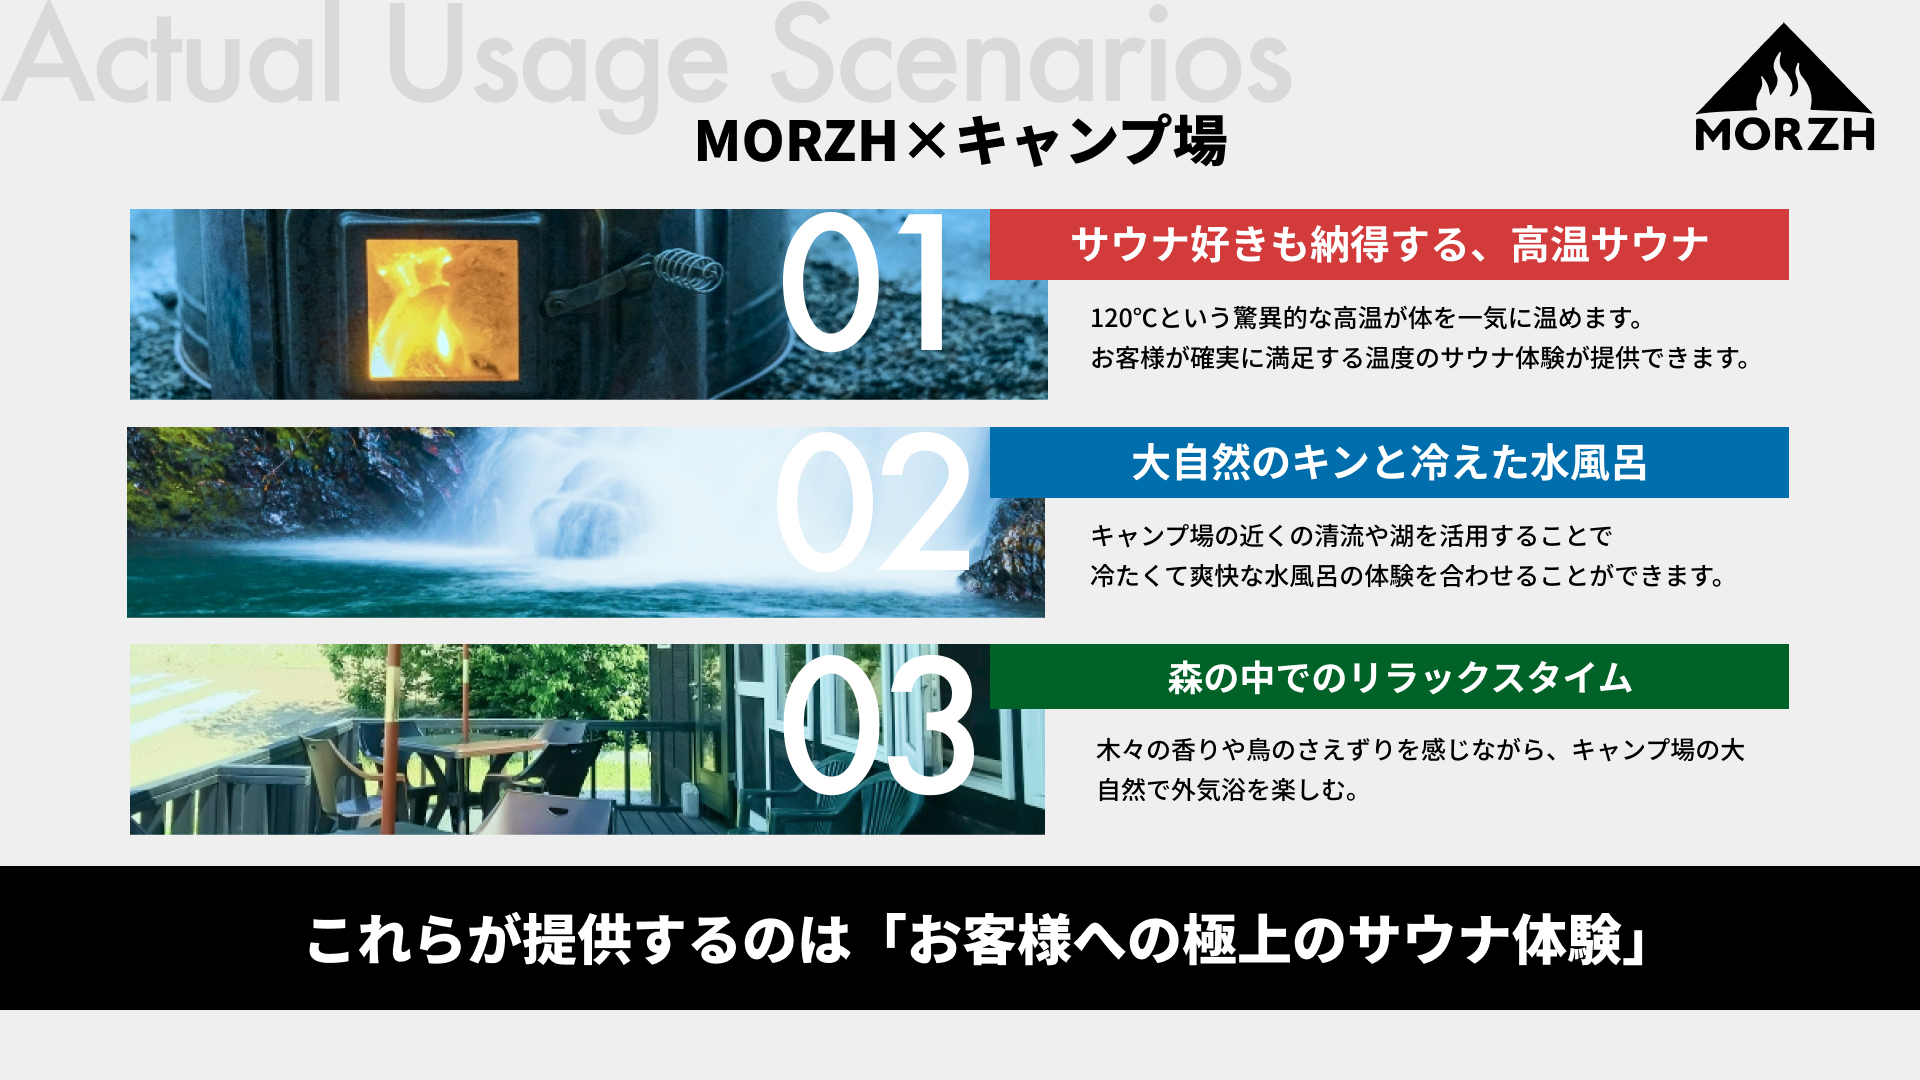 Actual Usage Scenarios
MORZH
MORZH×キャンプ場
01
サウナ好きも納得する、高温サウナ
120℃という驚異的な高温が体を一気に温めます。
お客様が確実に満足する温度のサウナ体験が提供できます。
02
大自然のキンと冷えた水風呂
キャンプ場の近くの清流や湖を活用することで
冷たくて爽快な水風呂の体験を合わせることができます。
03
森の中でのリラックスタイム
木々の香りや鳥のさえずりを感じながら、キャンプ場の大
自然で外気浴を楽しむ。
これらが提供するのは「お客様への極上のサウナ体験」